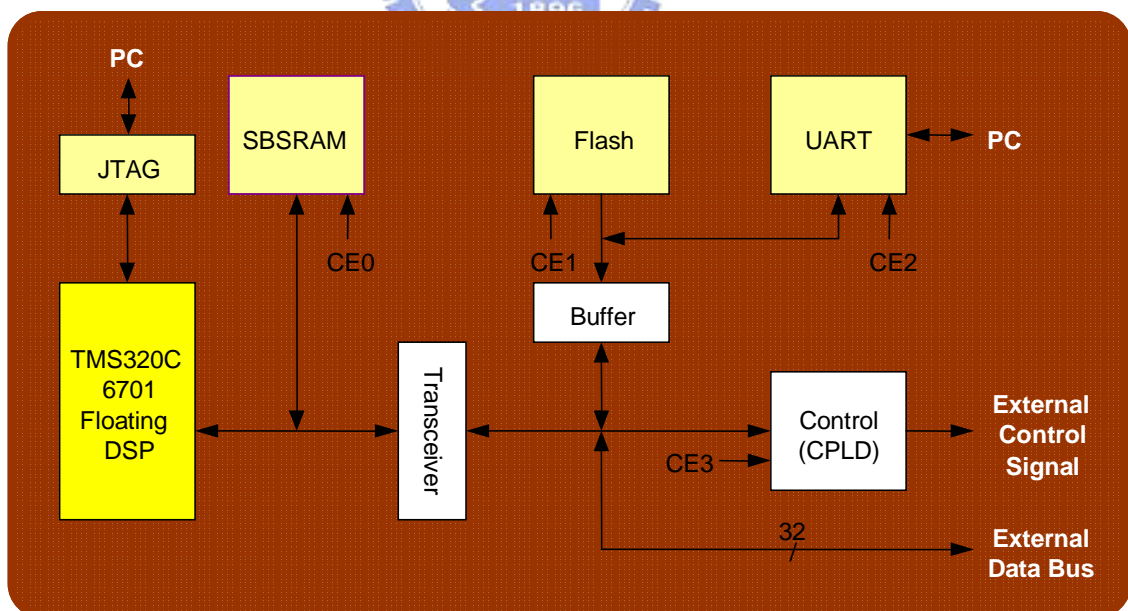 1896
PC
JTAG
SBSRAM
Flash
UART
PC
CE0
CE1
CE2
Buffer
TMS320C
6701
Floating
DSP
Transceiver
Control
(CPLD)
CE3
External
Control
Signal
32
External
Data Bus